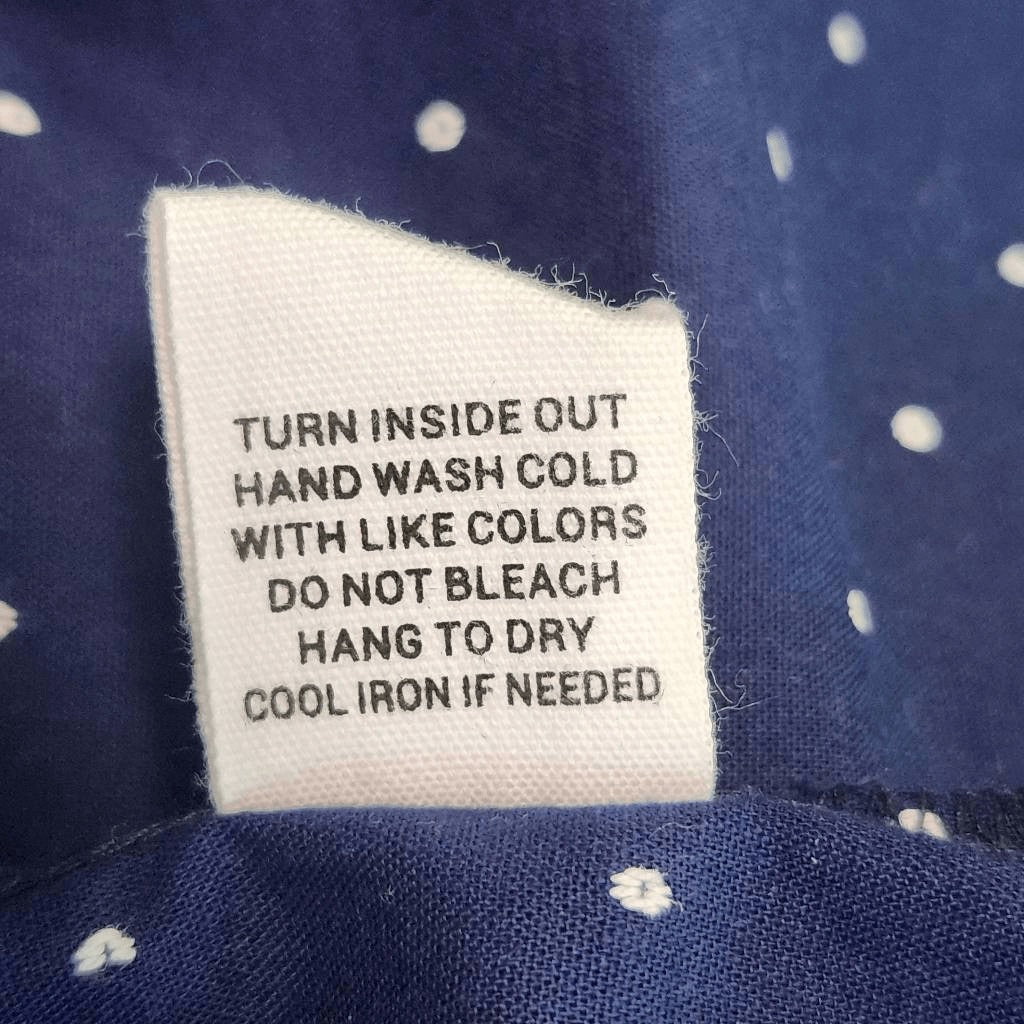 TURN INSIDE OUT
HAND WASH COLD
WITH LIKE COLORS
DO NOT BLEACH
HANG TO DRY
COOL IRON IF NEEDED